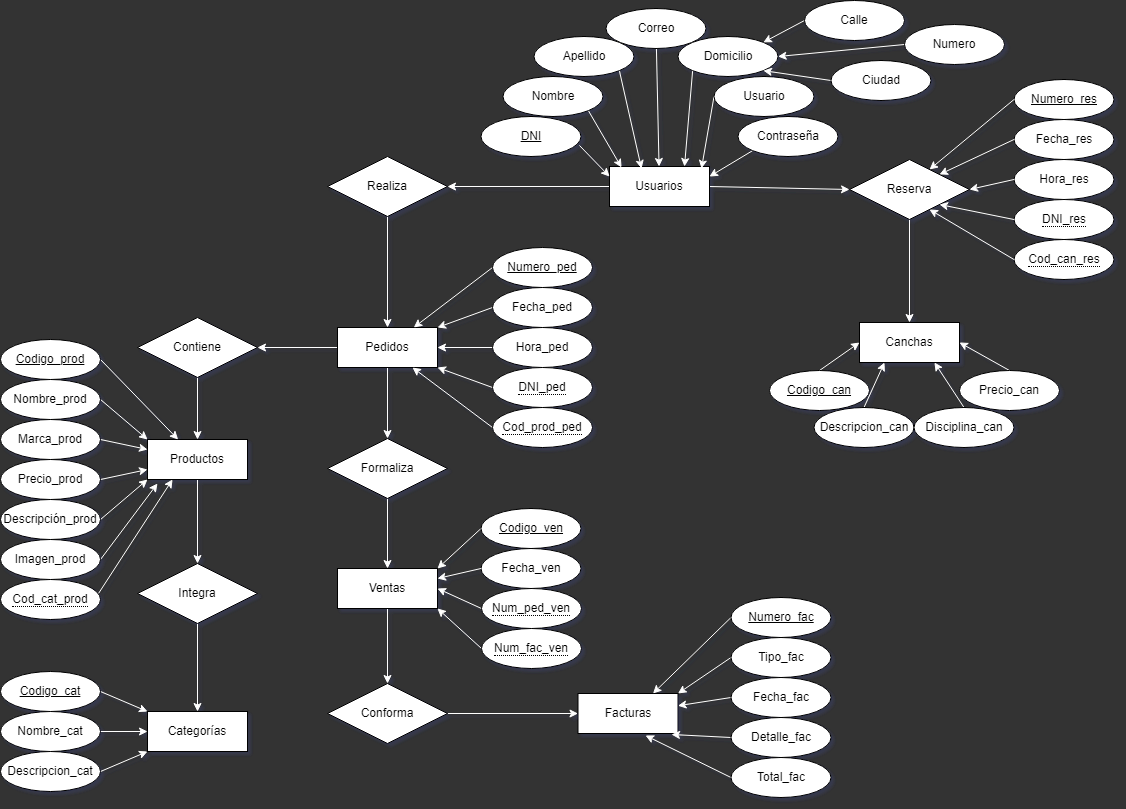 Calle
Correo
Numero
Domicilio
Apellido
Ciudad
Nombre
Usuario
Numero_res
DNI
Contraseña
Fecha_res
Realiza
Usuarios
Reserva
Hora_res
DNI_res
Cod_can_res
Numero_ped
Fecha_ped
Contiene
Pedidos
Hora_ped
Canchas
Codigo_prod
DNI_ped
Codigo_can
Precio_can
Nombre_prod
Cod_prod_ped
Descripcion_can
Disciplina_can
Marca_prod
Productos
Formaliza
Precio_prod
Descripción_prod
Codigo_ven
Imagen_prod
Fecha_ven
Integra
Ventas
Cod_cat_prod
Num_ped_ven
Numero_fac
Num_fac_ven
Tipo_fac
Codigo_cat
Fecha_fac
Conforma
Facturas
Nombre_cat
Categorías
Detalle_fac
Descripcion_cat
Total_fac